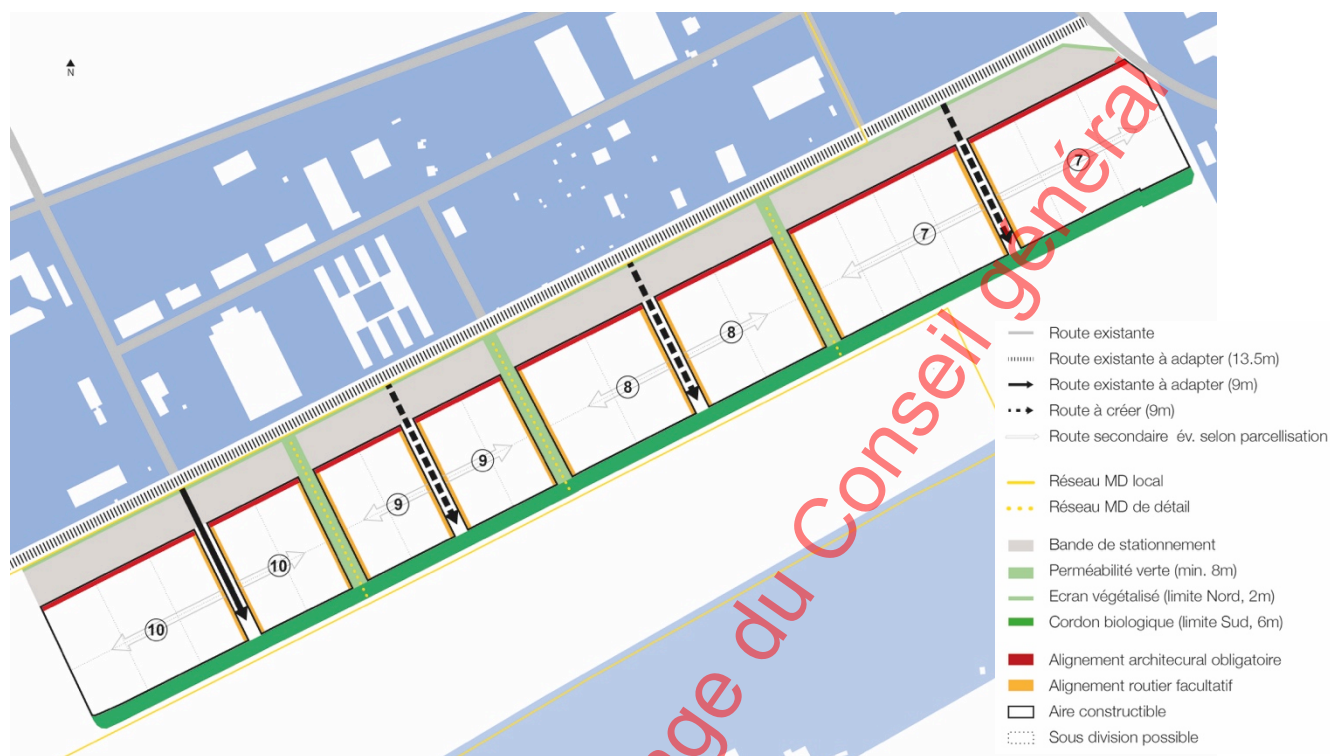 N
7
7
8
8
9
9
10
10
Route existante
Route existante à adapter (13.5m)
Route existante à adapter (9m)
Route à créer (9m)
Route secondaire év. selon parcellisation
Réseau MD local
Réseau MD de détail
Bande de stationnement
Perméabilité verte (min. 8m)
Ecran végétalisé (limite Nord, 2m)
Cordon biologique (limite Sud, 6m)
Alignement architecural obligatoire
Alignement routier facultatif
Aire constructible
Sous division possible
nge du Conseil général